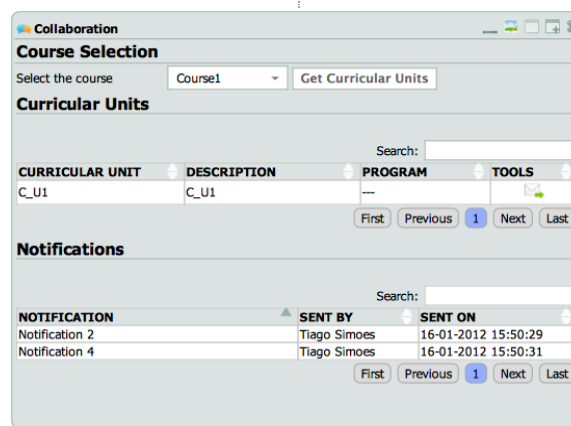 Collaboration
Course Selection
Select the course Course1 Get Curricular Units
Curricular Units
Search:
CURRICULAR UNIT DESCRIPTION PROGRAM TOOLS
C_U1 C_U1 ---
First Previous 1 Next Last
Notifications
Search:
NOTIFICATION SENT BY SENT ON
Notification 2 Tiago Simoes 16-01-2012 15:50:29
Notification 4 Tiago Simoes 16-01-2012 15:50:31
First Previous 1 Next Last